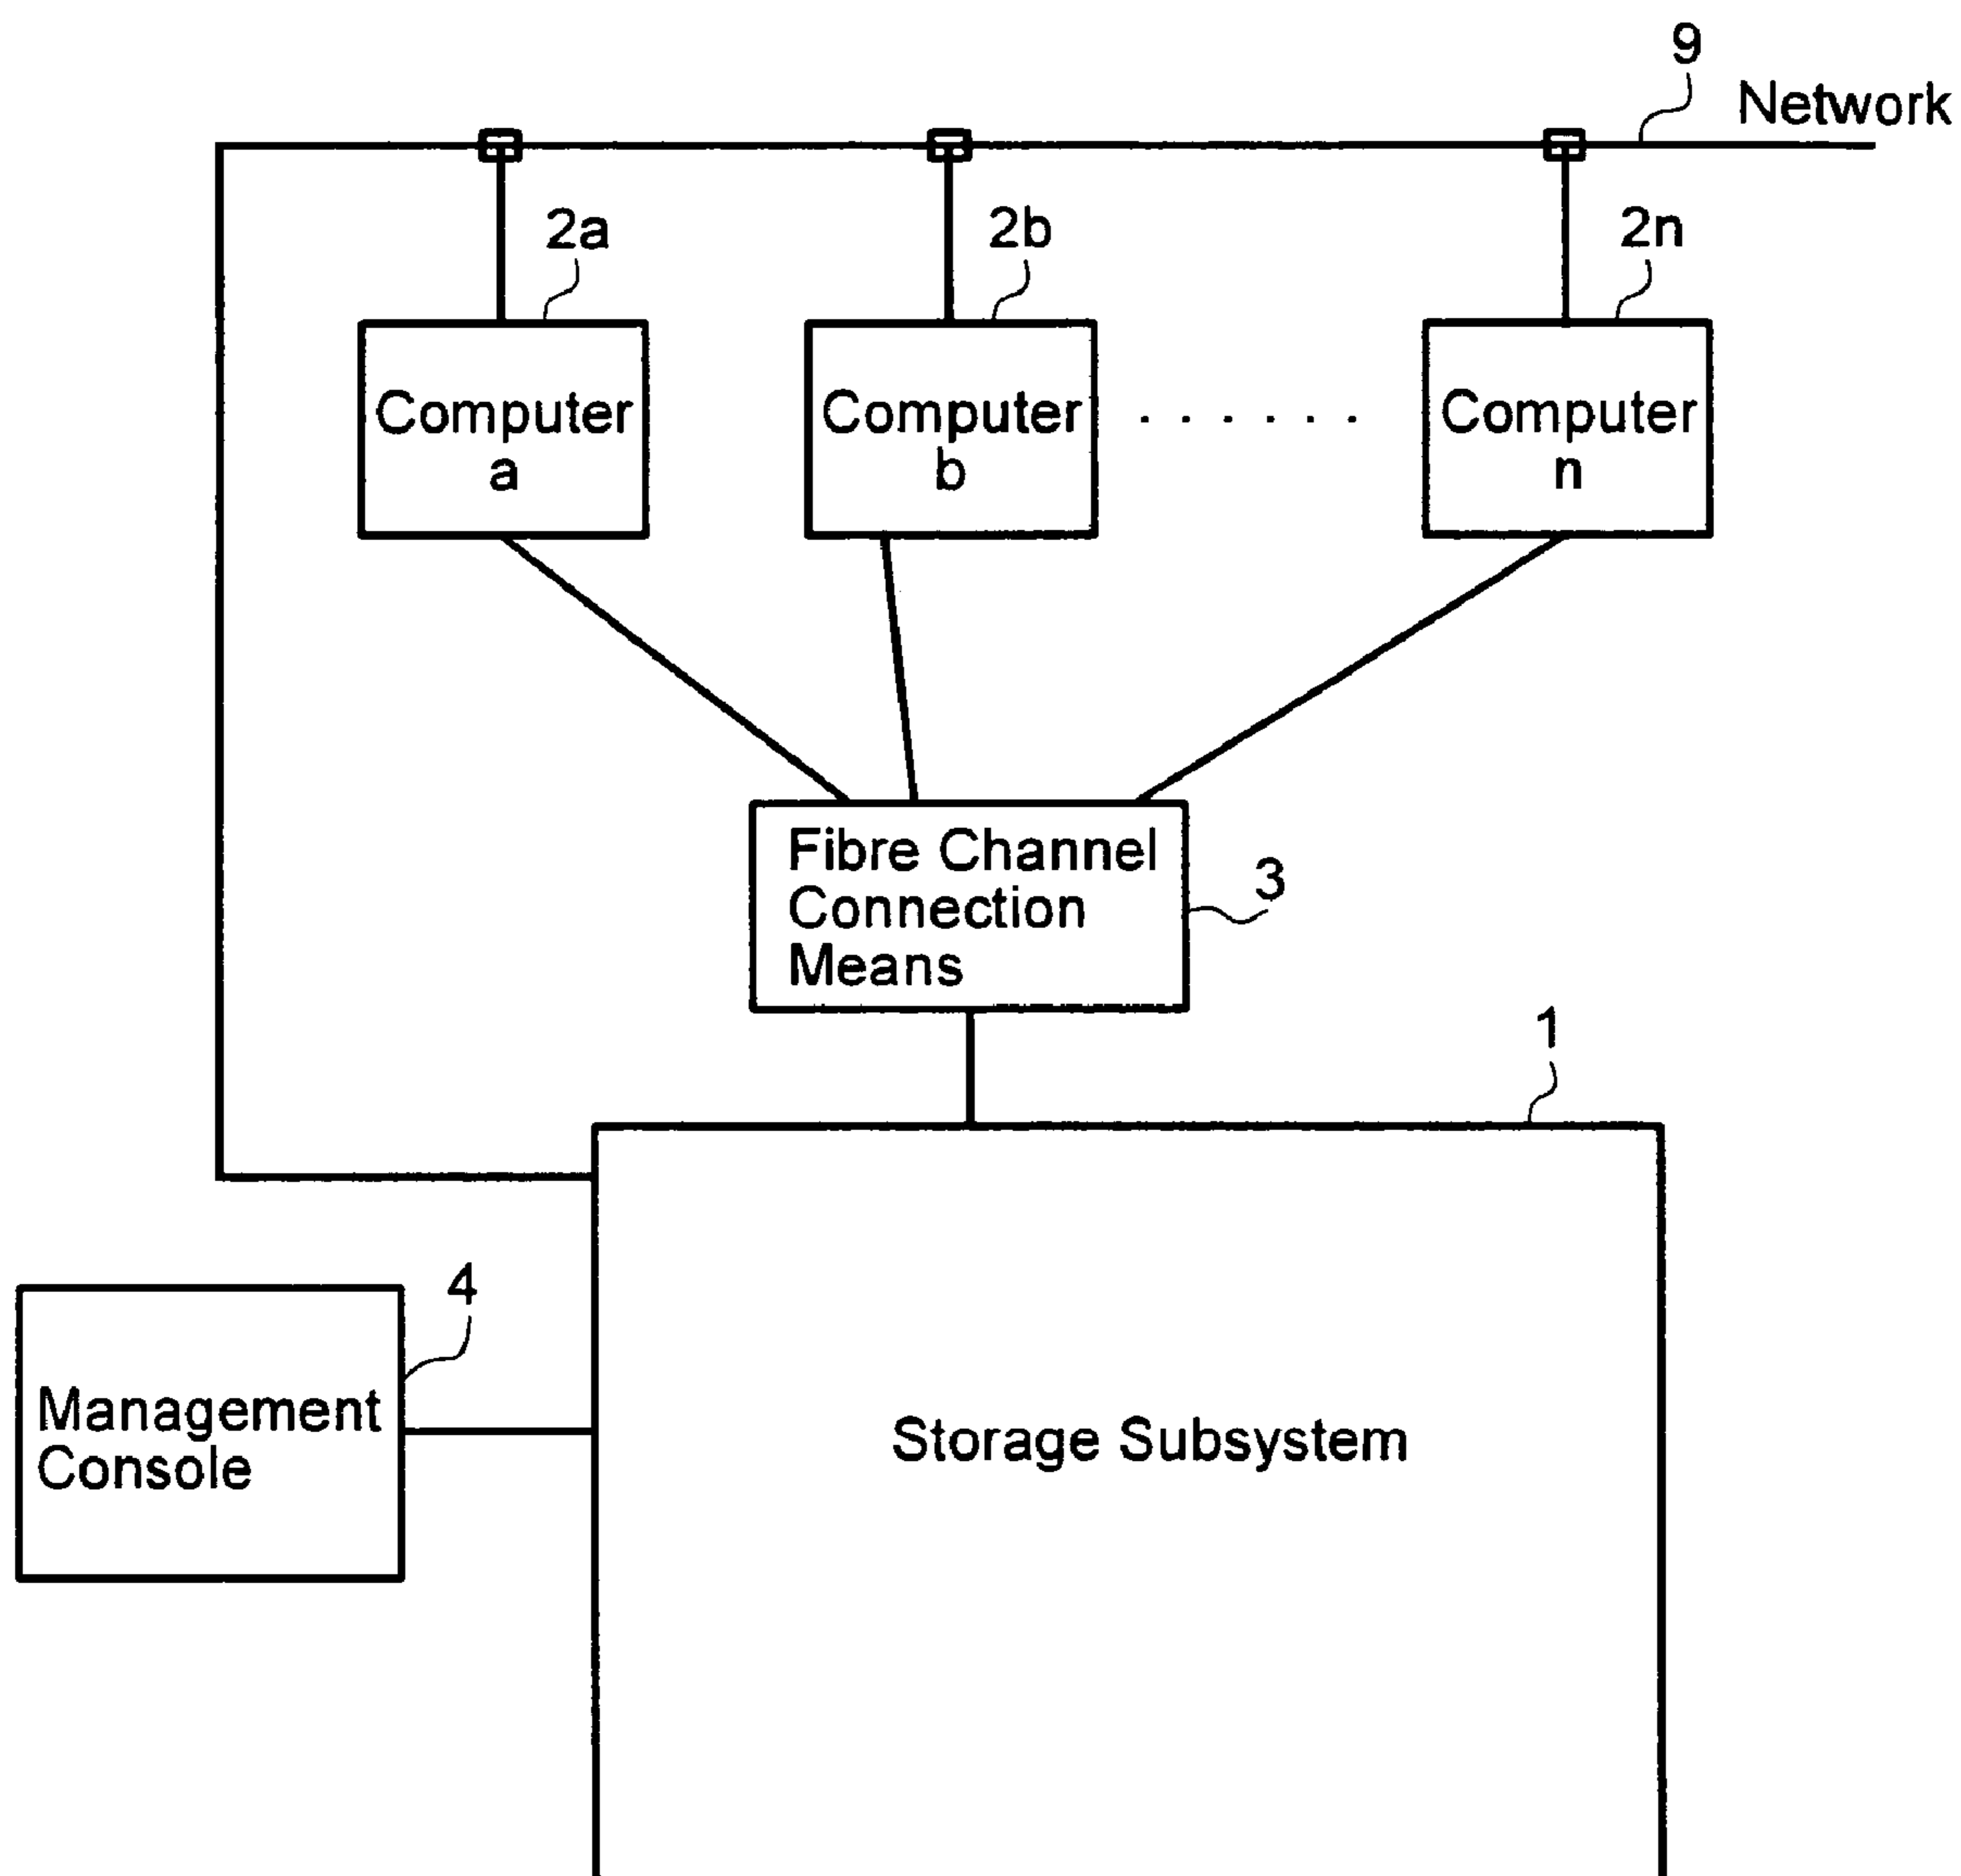 9
Network
2a
2b
2n
Computer
a
Computer
b
. . . . . .
Computer
n
Fibre Channel
Connection
Means
3
1
4
Management
Console
Storage Subsystem